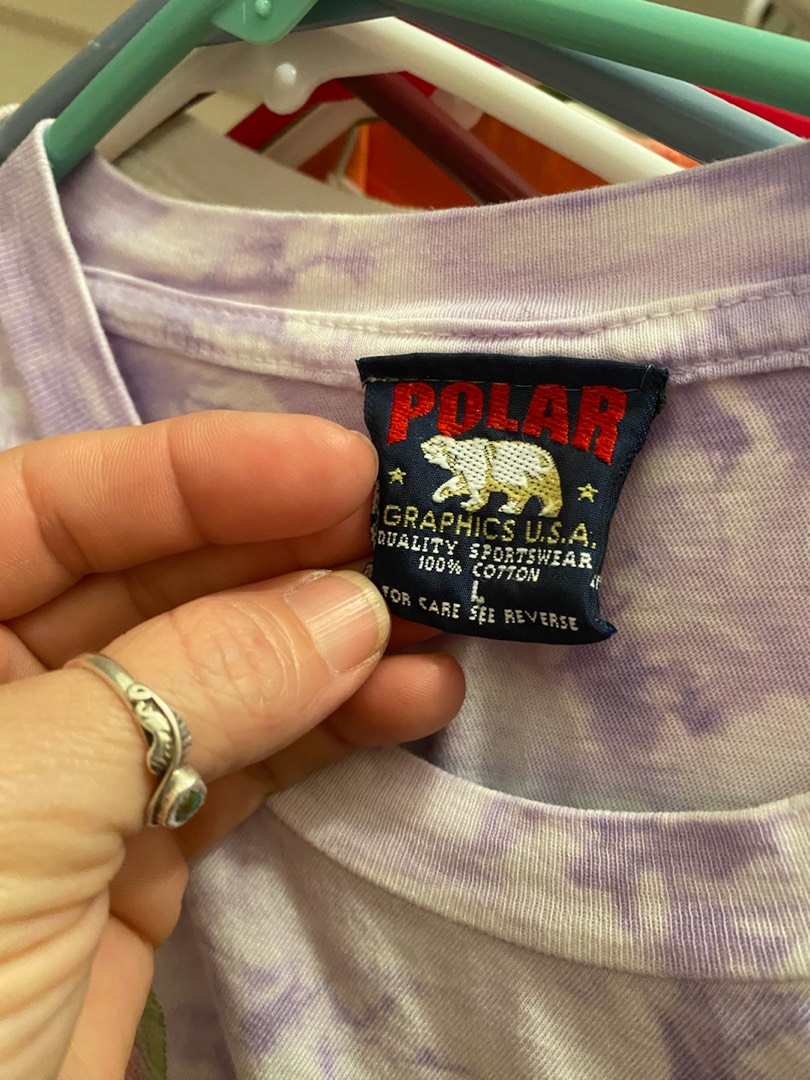 POLAR
GRAPHICS U.S.A.
QUALITY SPORTSWEAR
100% COTTON
L
FOR CARE SEE REVERSE